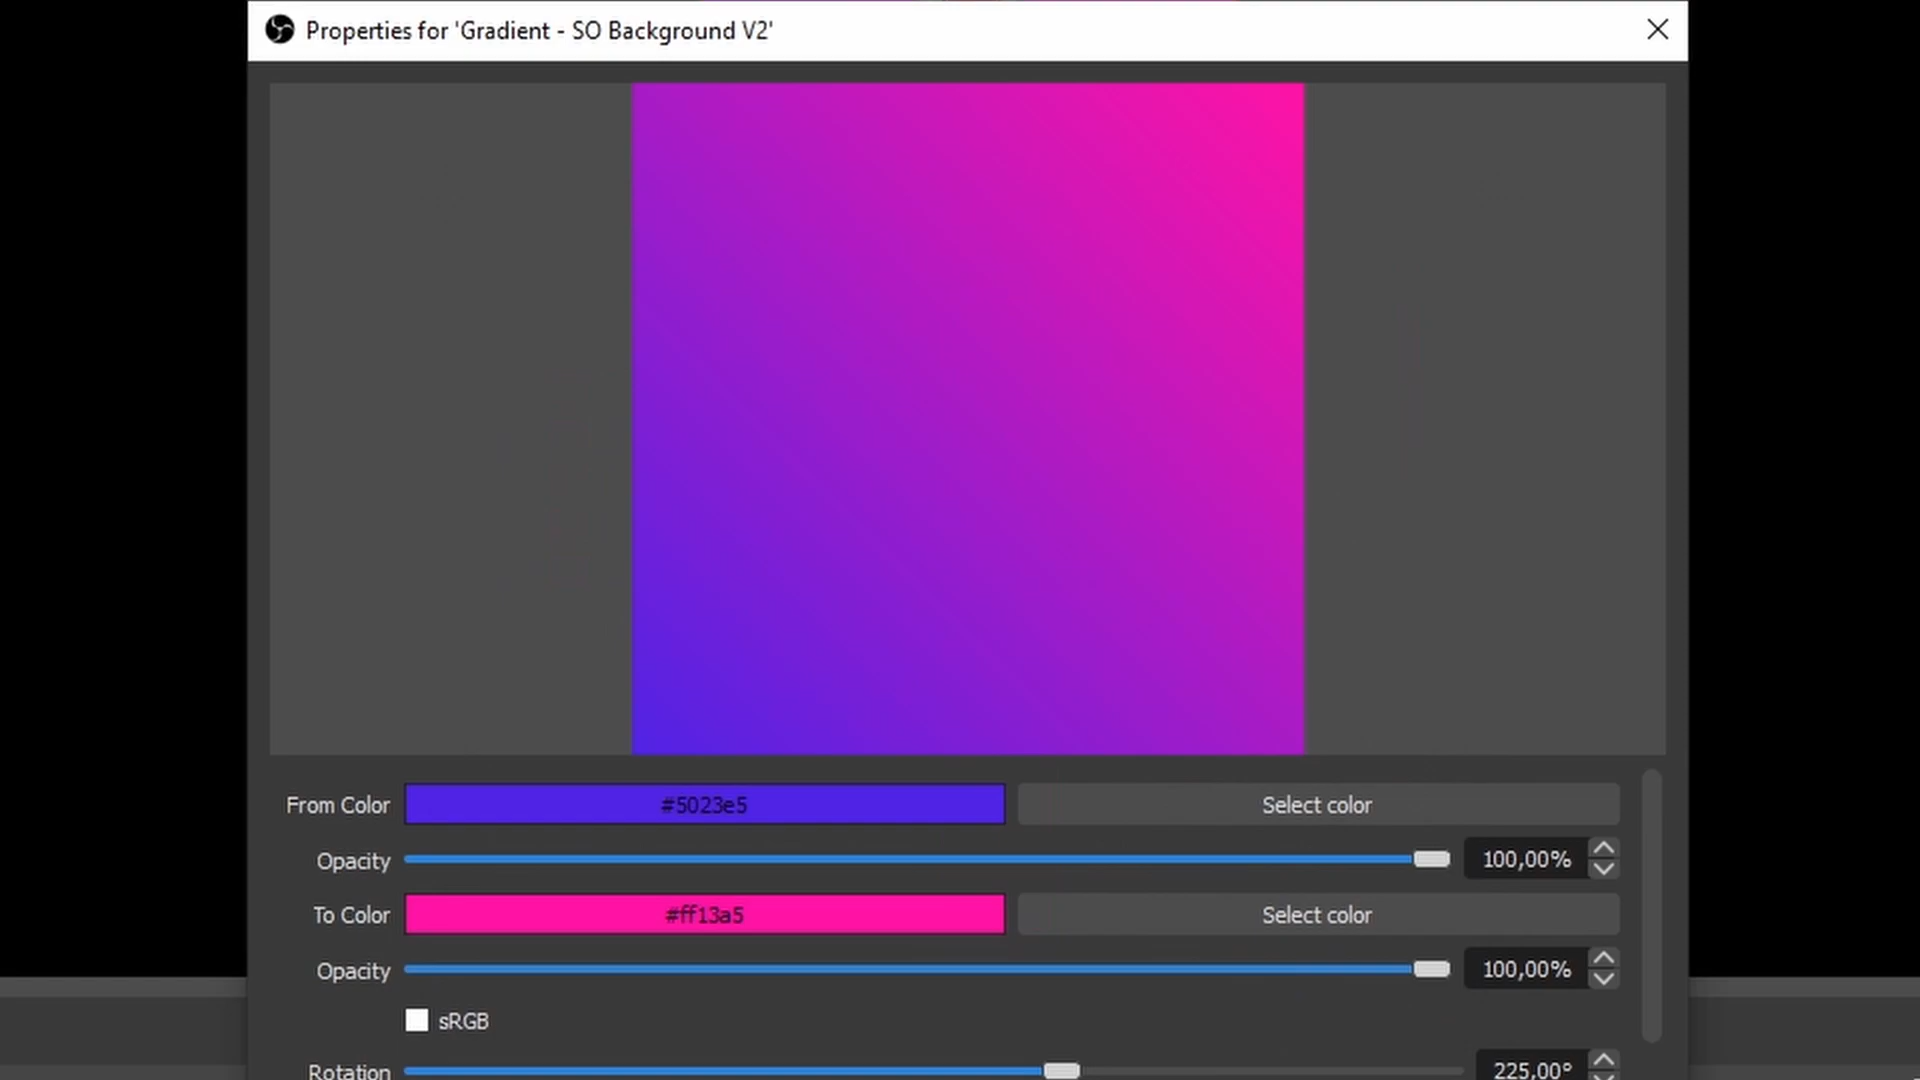 Properties for 'Gradient - SO Background V2'
From Color #5023e5 Select color
Opacity 100,00%
To Color #ff13a5 Select color
Opacity 100,00%
sRGB
Rotation 225,00°